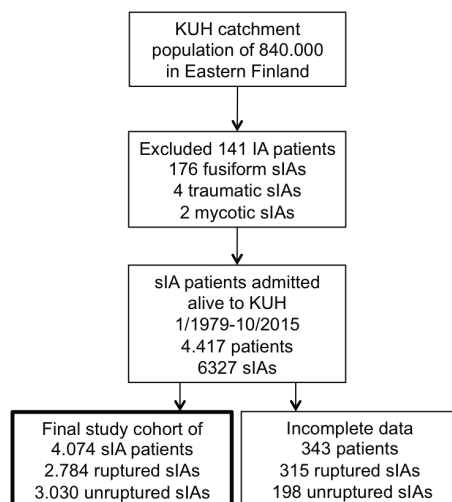 KUH catchment
population of 840.000
in Eastern Finland
Excluded 141 IA patients
176 fusiform sIAs
4 traumatic sIAs
2 mycotic sIAs
sIA patients admitted
alive to KUH
1/1979-10/2015
4.417 patients
6327 sIAs
Final study cohort of
4.074 sIA patients
2.784 ruptured sIAs
3.030 unruptured sIAs
Incomplete data
343 patients
315 ruptured sIAs
198 unruptured sIAs